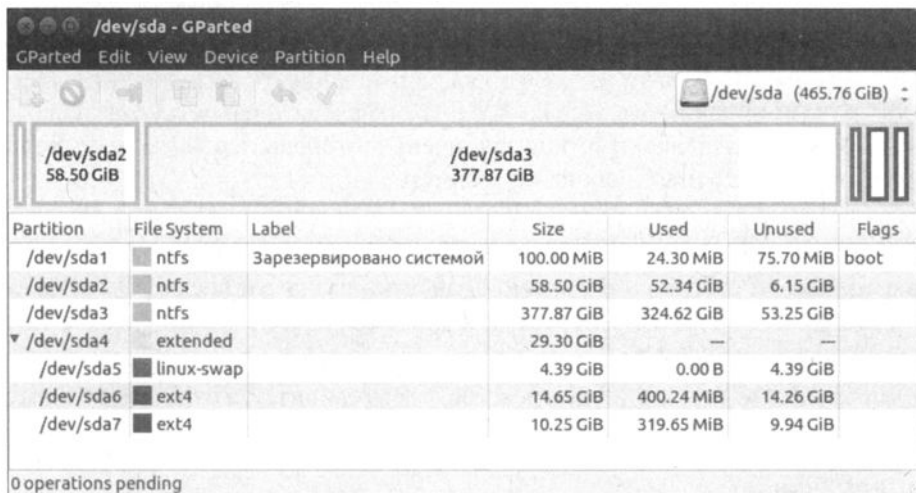 /dev/sda - GParted
GParted Edit View Device Partition Help
/dev/sda (465.76 GiB)
/dev/sda2
58.50 GiB
/dev/sda3
377.87 GiB
Partition File System Label Size Used Unused Flags
/dev/sda1 ntfs Зарезервировано системой 100.00 MiB 24.30 MiB 75.70 MiB boot
/dev/sda2 ntfs 58.50 GiB 52.34 GiB 6.15 GiB
/dev/sda3 ntfs 377.87 GiB 324.62 GiB 53.25 GiB
/dev/sda4 extended 29.30 GiB — —
/dev/sda5 linux-swap 4.39 GiB 0.00 B 4.39 GiB
/dev/sda6 ext4 14.65 GiB 400.24 MiB 14.26 GiB
/dev/sda7 ext4 10.25 GiB 319.65 MiB 9.94 GiB
0 operations pending